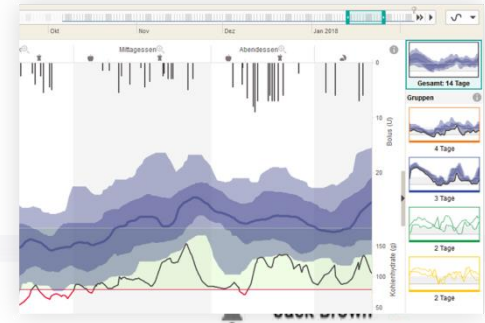 Okt Nov Dez Jan 2018
Mittagessen Abendessen
0
10
20
Bolus (U)
150
100
50
Kohlenhydrate (g)
Gesamt: 14 Tage
Gruppen
4 Tage
3 Tage
2 Tage
2 Tage